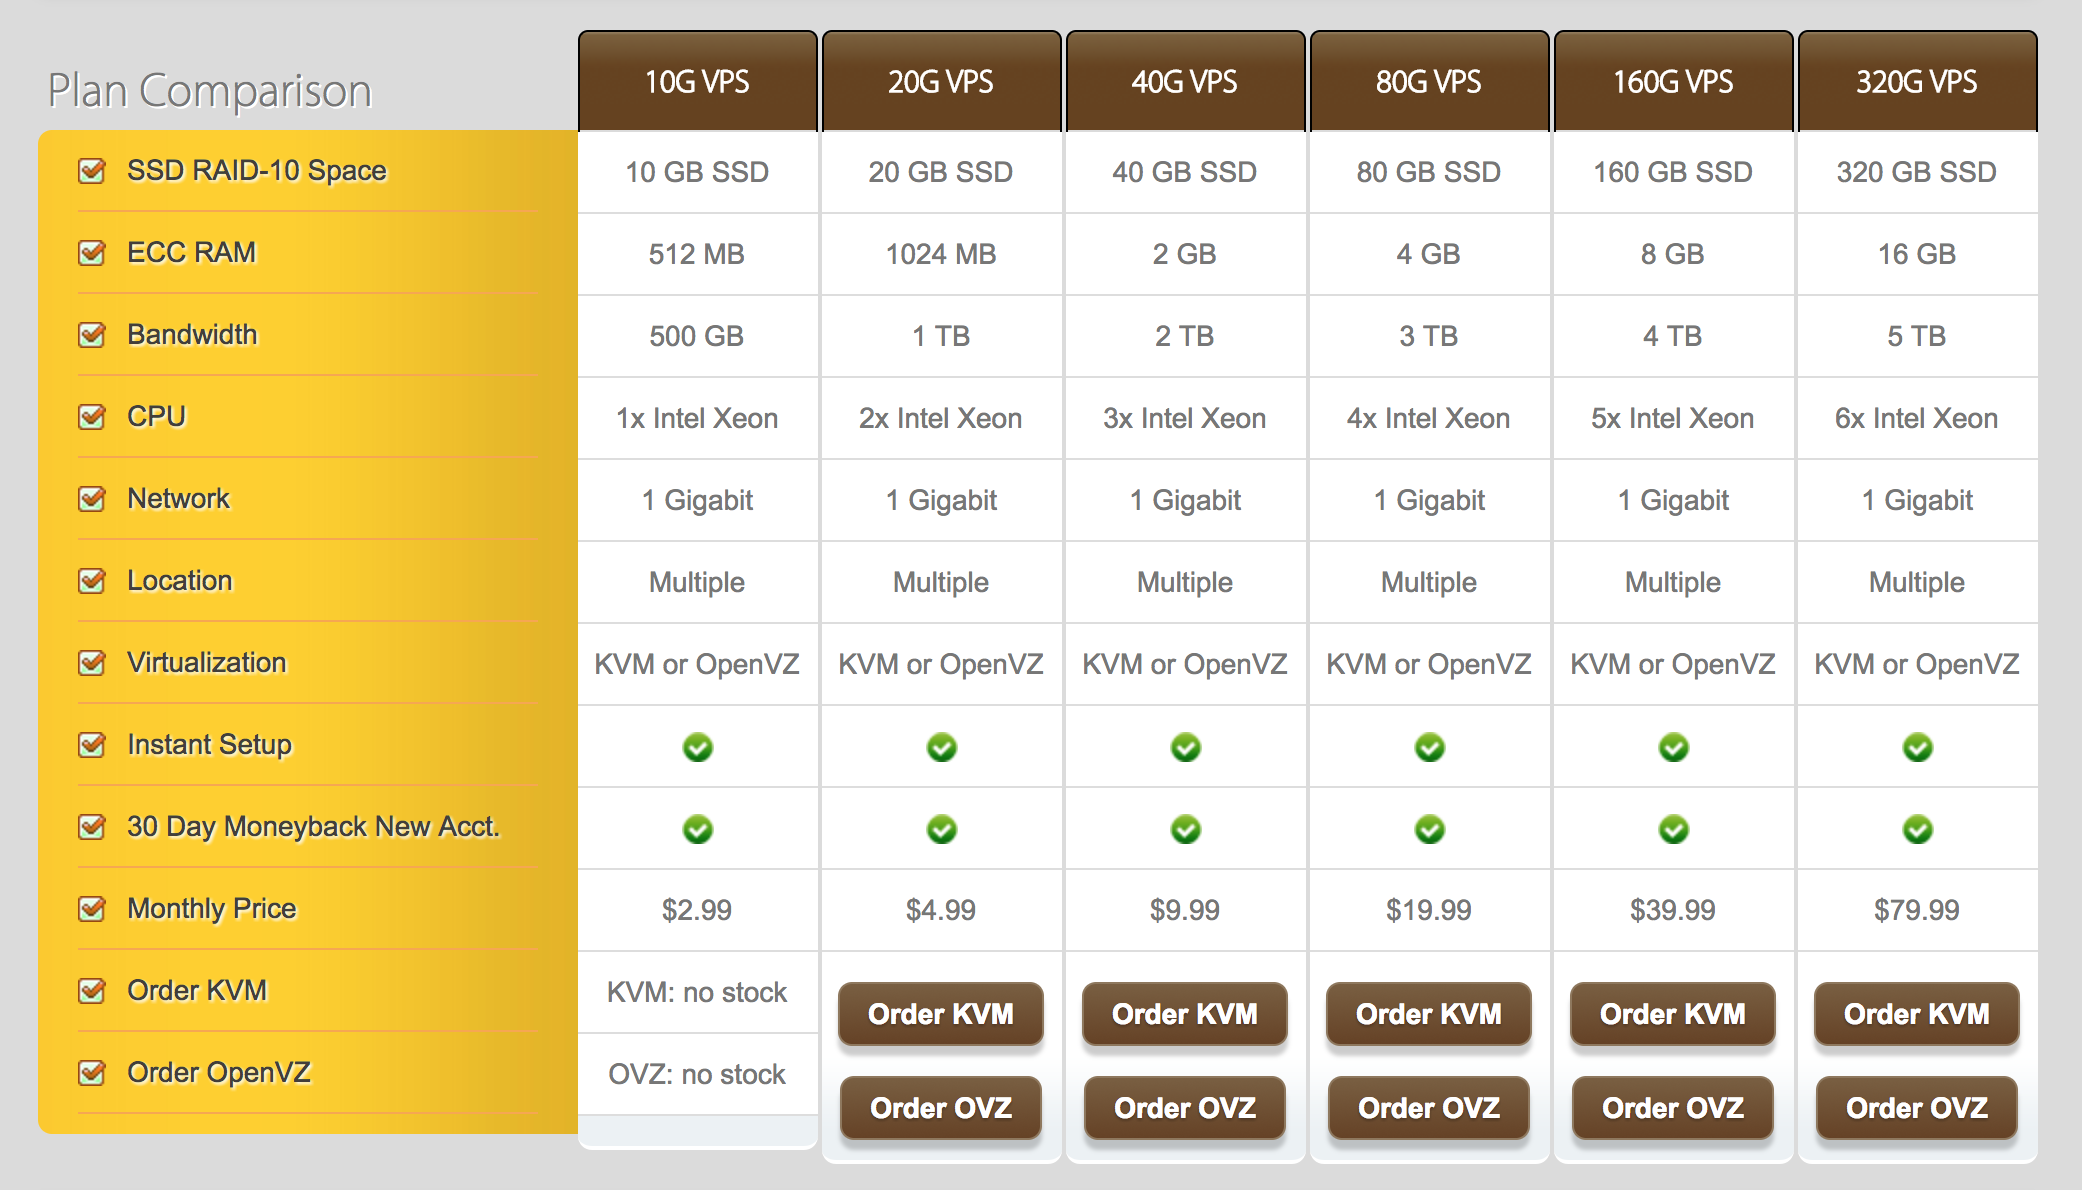 Plan Comparison 10G VPS 20G VPS 40G VPS 80G VPS 160G VPS 320G VPS
SSD RAID-10 Space 10 GB SSD 20 GB SSD 40 GB SSD 80 GB SSD 160 GB SSD 320 GB SSD
ECC RAM 512 MB 1024 MB 2 GB 4 GB 8 GB 16 GB
Bandwidth 500 GB 1 TB 2 TB 3 TB 4 TB 5 TB
CPU 1x Intel Xeon 2x Intel Xeon 3x Intel Xeon 4x Intel Xeon 5x Intel Xeon 6x Intel Xeon
Network 1 Gigabit 1 Gigabit 1 Gigabit 1 Gigabit 1 Gigabit 1 Gigabit
Location Multiple Multiple Multiple Multiple Multiple Multiple
Virtualization KVM or OpenVZ KVM or OpenVZ KVM or OpenVZ KVM or OpenVZ KVM or OpenVZ KVM or OpenVZ
Instant Setup
30 Day Moneyback New Acct.
Monthly Price $2.99 $4.99 $9.99 $19.99 $39.99 $79.99
Order KVM KVM: no stock Order KVM Order KVM Order KVM Order KVM Order KVM
Order OpenVZ OVZ: no stock Order OVZ Order OVZ Order OVZ Order OVZ Order OVZ